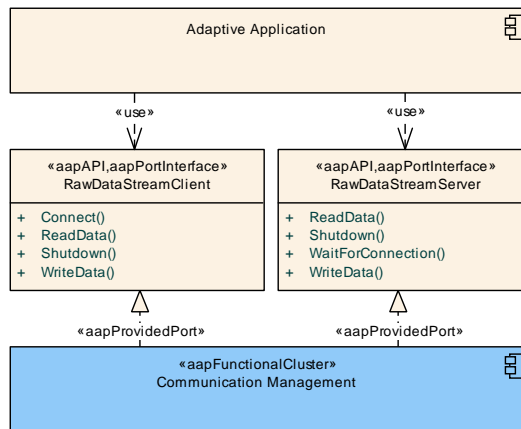 Adaptive Application
«use» «use»
«aapAPI,aapPortInterface»
RawDataStreamClient
+ Connect()
+ ReadData()
+ Shutdown()
+ WriteData()
«aapAPI,aapPortInterface»
RawDataStreamServer
+ ReadData()
+ Shutdown()
+ WaitForConnection()
+ WriteData()
«aapProvidedPort» «aapProvidedPort»
«aapFunctionalCluster»
Communication Management